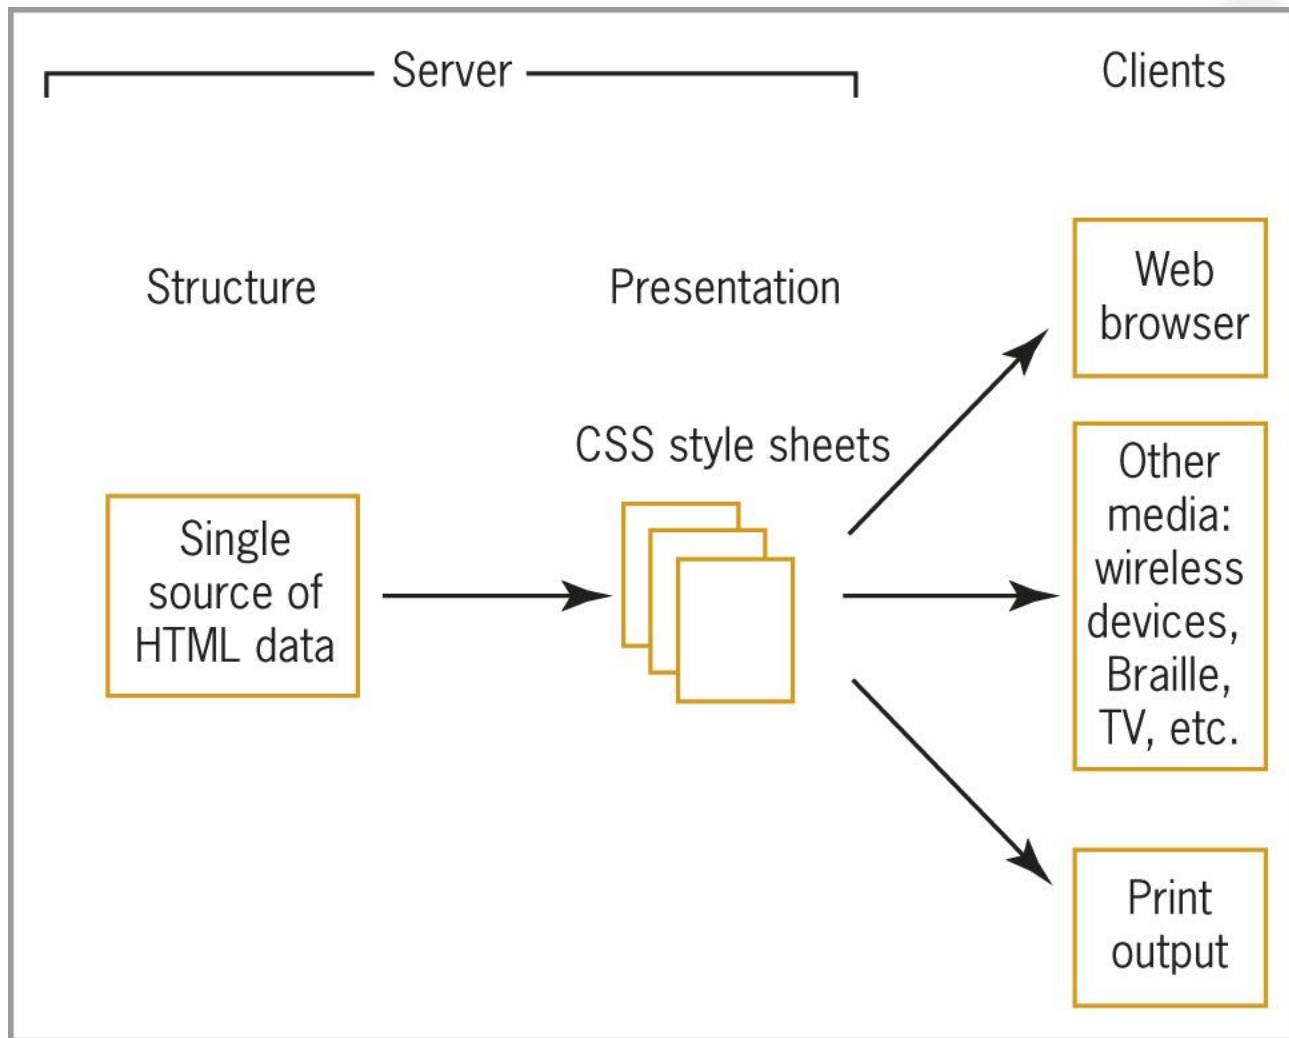 Server
Clients
Structure
Presentation
CSS style sheets
Single
source of
HTML data
Web
browser
Other
media:
wireless
devices,
Braille,
TV, etc.
Print
output